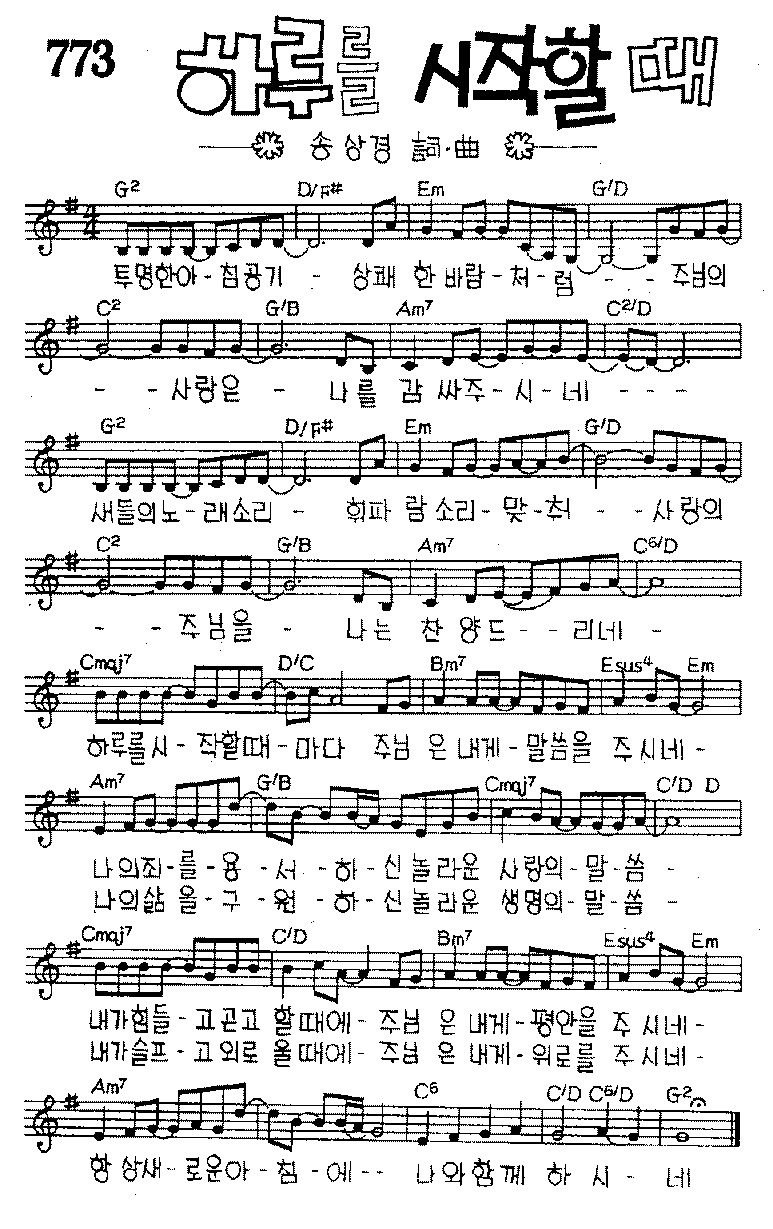 773 하루를 시작할 때
송상경 詞·曲
G2 D/F# Em G/D
투명한아-침공기 - 상쾌 한 바람-처-럼 - - 주님의
C2 G/B Am7 C2/D
- - 사랑은 - 나를 감 싸주-시-네 - - -
G2 D/F# Em G/D
새들의노-래소리 - 휘파 람 소리-맞-춰 - - 사랑의
C2 G/B Am7 C6/D
- - 주님을 - 나는 찬 양드- - 리네 -
Cmaj7 D/C Bm7 Esus4 Em
하루를시-작할때-마다 주님 은내게-말씀을 주시네-
Am7 G/B Cmaj7 C/D D
나의죄-를-용-서-하-신놀라운 사랑의-말-씀 -
나의삶 을-구-원-하-신놀라운 생명의-말-씀 -
Cmaj7 C/D Bm7 Esus4 Em
내가힘들-고곤고 할때에-주님 은내게-평안을 주시네-
내가슬프-고외로 울때에-주님 은내게-위로를 주시네 -
Am7 C6 C/D C6/D G2
항상새-로운아-침-에-- 나와함께 하 시 - 네